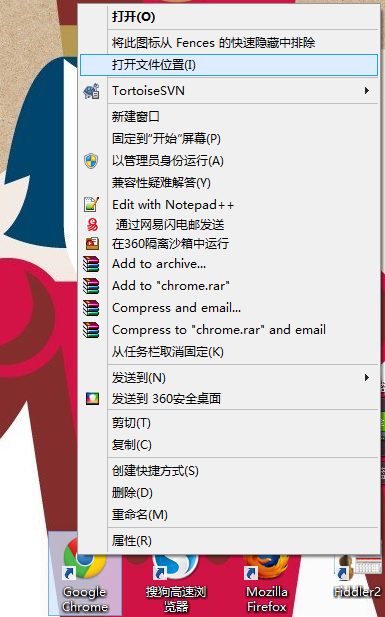 打开(O)
将此图标从 Fences 的快速隐藏中排除
打开文件位置(I)
TortoiseSVN
新建窗口
固定到"开始"屏幕(P)
以管理员身份运行(A)
兼容性疑难解答(Y)
Edit with Notepad++
通过网易闪电邮发送
在360隔离沙箱中运行
Add to archive...
Add to "chrome.rar"
Compress and email...
Compress to "chrome.rar" and email
从任务栏取消固定(K)
发送到(N)
发送到 360安全桌面
剪切(T)
复制(C)
创建快捷方式(S)
删除(D)
重命名(M)
属性(R)
Google Chrome
搜狗高速浏览器
Mozilla Firefox
Fiddler2